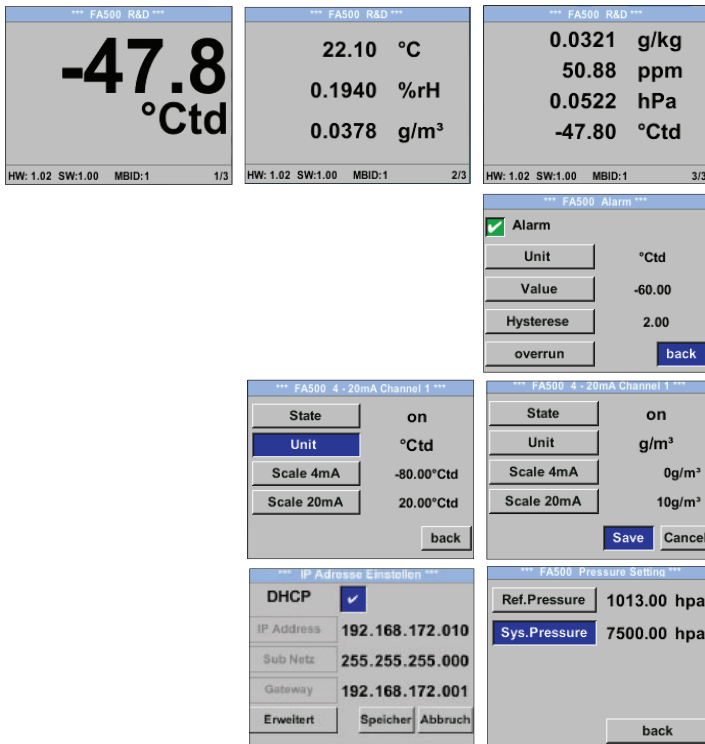 *** FA500 R&D ***
-47.8
°Ctd
HW: 1.02 SW:1.00 MBID:1 1/3
*** FA500 R&D ***
22.10 °C
0.1940 %rH
0.0378 g/m³
HW: 1.02 SW:1.00 MBID:1 2/3
*** FA500 R&D ***
0.0321 g/kg
50.88 ppm
0.0522 hPa
-47.80 °Ctd
HW: 1.02 SW:1.00 MBID:1 3/3
*** FA500 Alarm ***
Alarm
Unit °Ctd
Value -60.00
Hysterese 2.00
overrun back
*** FA500 4 - 20mA Channel 1 ***
State on
Unit °Ctd
Scale 4mA -80.00°Ctd
Scale 20mA 20.00°Ctd
back
*** FA500 4 - 20mA Channel 1 ***
State on
Unit g/m³
Scale 4mA 0g/m³
Scale 20mA 10g/m³
Save Cancel
*** IP Adresse Einstellen ***
DHCP
IP Address 192.168.172.010
Sub Netz 255.255.255.000
Gateway 192.168.172.001
Erweitert Speicher Abbruch
*** FA500 Pressure Setting ***
Ref.Pressure 1013.00 hpa
Sys.Pressure 7500.00 hpa
back